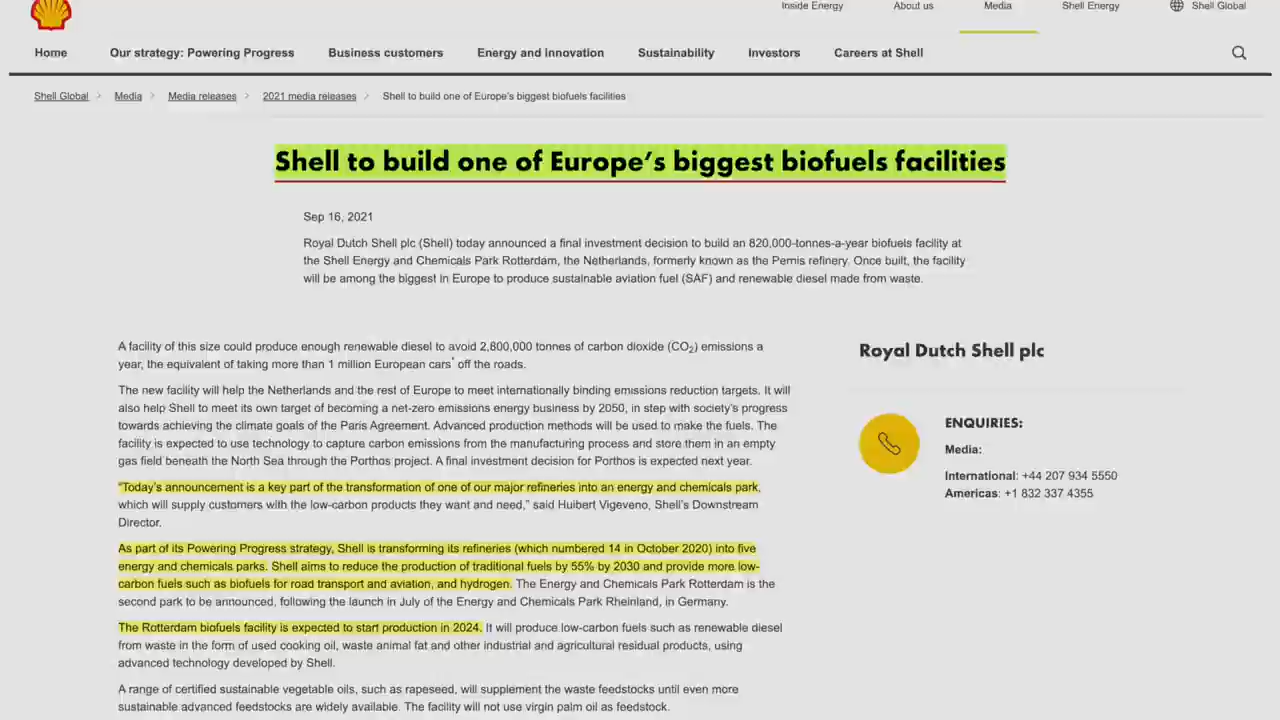 Inside Energy About us Media Shell Energy Shell Global
Home Our strategy: Powering Progress Business customers Energy and Innovation Sustainability Investors Careers at Shell
Shell Global > Media > Media releases > 2021 media releases > Shell to build one of Europe's biggest biofuels facilities
Shell to build one of Europe's biggest biofuels facilities
Sep 16, 2021
Royal Dutch Shell plc (Shell) today announced a final investment decision to build an 820,000-tonnes-a-year biofuels facility at
the Shell Energy and Chemicals Park Rotterdam, the Netherlands, formerly known as the Pernis refinery. Once built, the facility
will be among the biggest in Europe to produce sustainable aviation fuel (SAF) and renewable diesel made from waste.
A facility of this size could produce enough renewable diesel to avoid 2,800,000 tonnes of carbon dioxide (CO2) emissions a
year, the equivalent of taking more than 1 million European cars* off the roads.
The new facility will help the Netherlands and the rest of Europe to meet internationally binding emissions reduction targets. It will
also help Shell to meet its own target of becoming a net-zero emissions energy business by 2050, in step with society's progress
towards achieving the climate goals of the Paris Agreement. Advanced production methods will be used to make the fuels. The
facility is expected to use technology to capture carbon emissions from the manufacturing process and store them in an empty
gas field beneath the North Sea through the Porthos project. A final investment decision for Porthos is expected next year.
"Today's announcement is a key part of the transformation of one of our major refineries into an energy and chemicals park,
which will supply customers with the low-carbon products they want and need," said Huibert Vigeveno, Shell's Downstream
Director.
As part of its Powering Progress strategy, Shell is transforming its refineries (which numbered 14 in October 2020) into five
energy and chemicals parks. Shell aims to reduce the production of traditional fuels by 55% by 2030 and provide more low-
carbon fuels such as biofuels for road transport and aviation, and hydrogen. The Energy and Chemicals Park Rotterdam is the
second park to be announced, following the launch in July of the Energy and Chemicals Park Rheinland, in Germany.
The Rotterdam biofuels facility is expected to start production in 2024. It will produce low-carbon fuels such as renewable diesel
from waste in the form of used cooking oil, waste animal fat and other industrial and agricultural residual products, using
advanced technology developed by Shell.
A range of certified sustainable vegetable oils, such as rapeseed, will supplement the waste feedstocks until even more
sustainable advanced feedstocks are widely available. The facility will not use virgin palm oil as feedstock.
Royal Dutch Shell plc
ENQUIRIES:
Media:
International: +44 207 934 5550
Americas: +1 832 337 4355